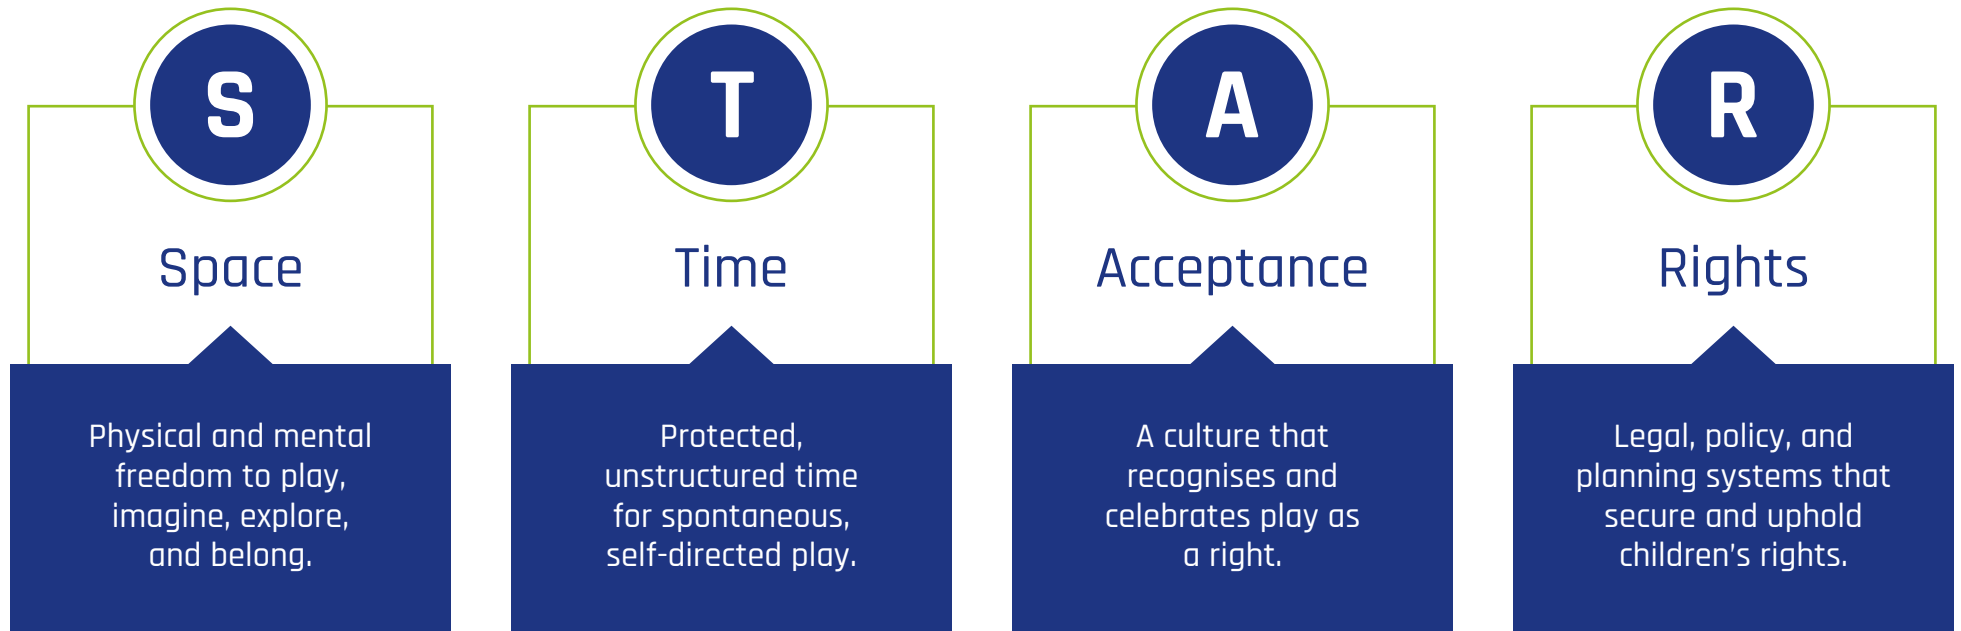 S
Space
Physical and mental
freedom to play,
imagine, explore,
and belong.
T
Time
Protected,
unstructured time
for spontaneous,
self-directed play.
A
Acceptance
A culture that
recognises and
celebrates play as
a right.
R
Rights
Legal, policy, and
planning systems that
secure and uphold
children's rights.